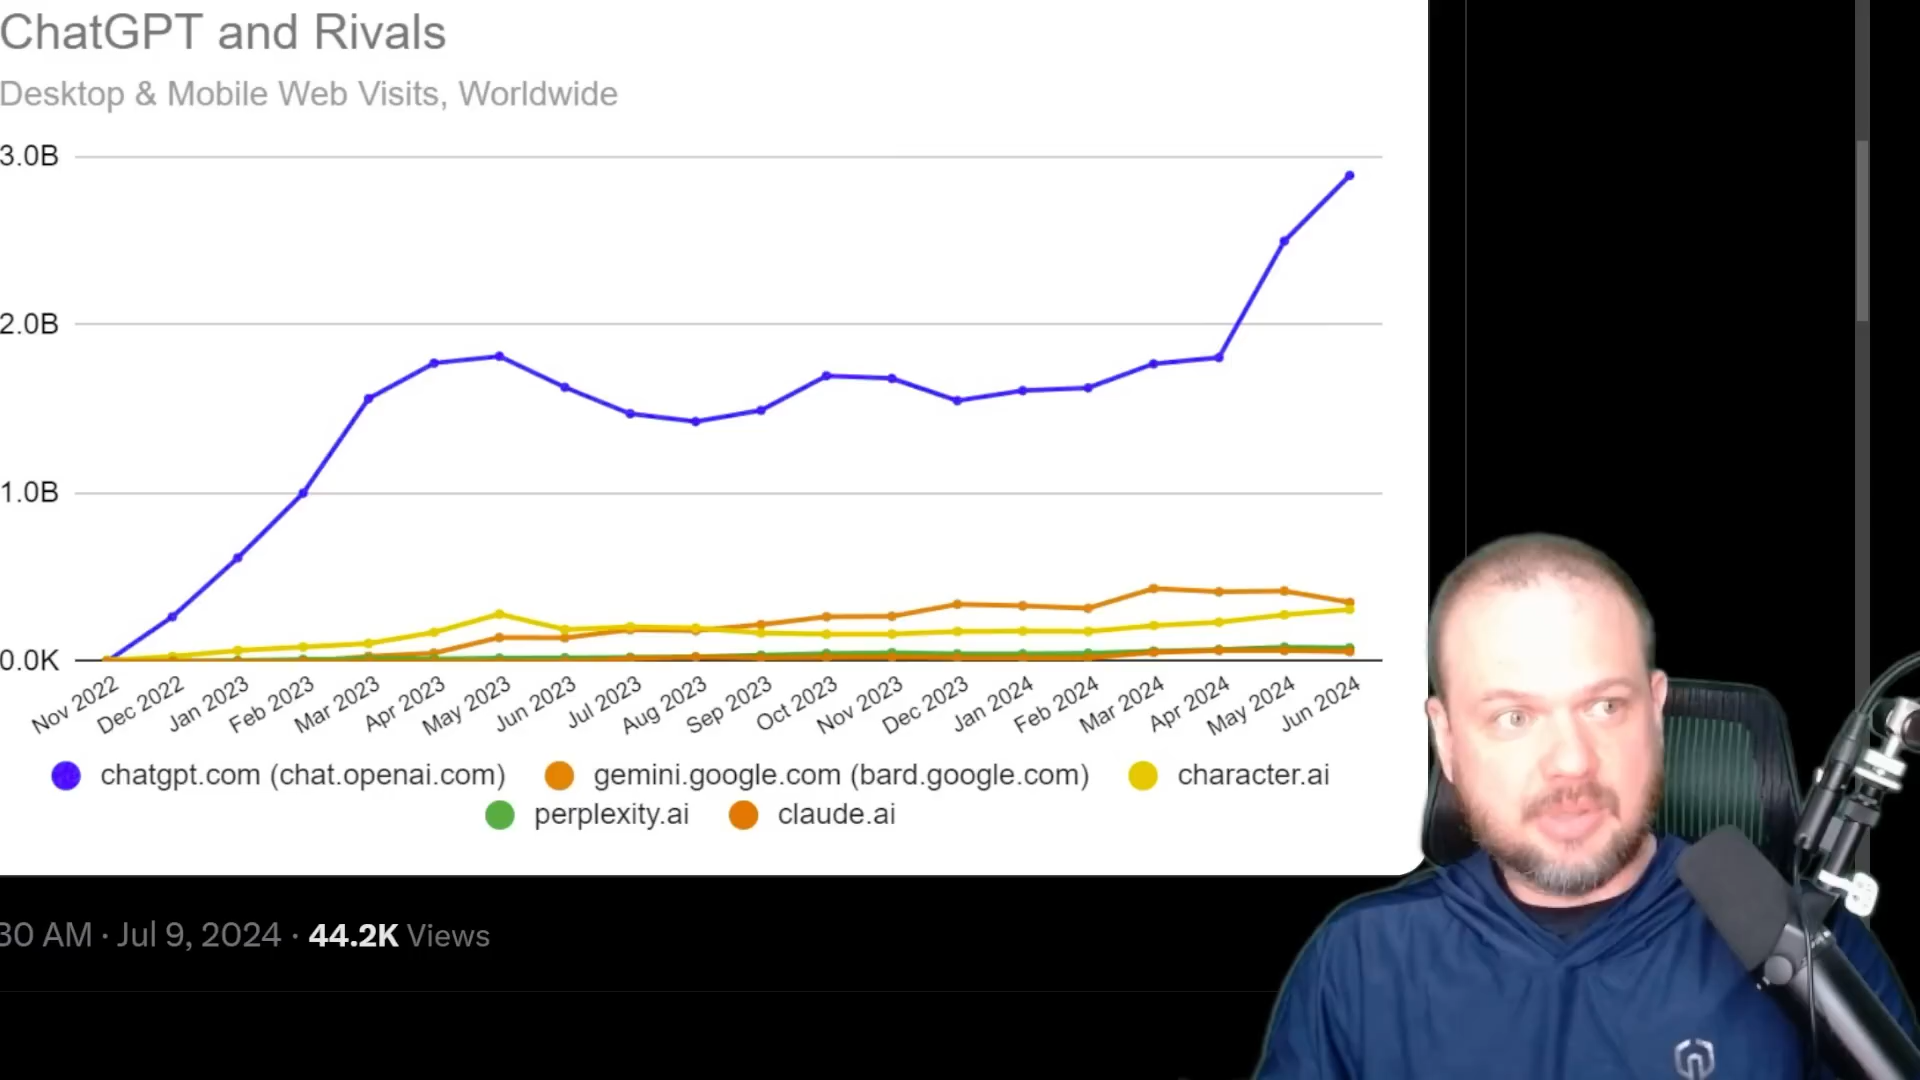 ChatGPT and Rivals
Desktop & Mobile Web Visits, Worldwide
3.0B
2.0B
1.0B
0.0K
Nov 2022 Dec 2022 Jan 2023 Feb 2023 Mar 2023 Apr 2023 May 2023 Jun 2023 Jul 2023 Aug 2023 Sep 2023 Oct 2023 Nov 2023 Dec 2023 Jan 2024 Feb 2024 Mar 2024 Apr 2024 May 2024 Jun 2024
chatgpt.com (chat.openai.com) gemini.google.com (bard.google.com) character.ai
perplexity.ai claude.ai
30 AM · Jul 9, 2024 · 44.2K Views